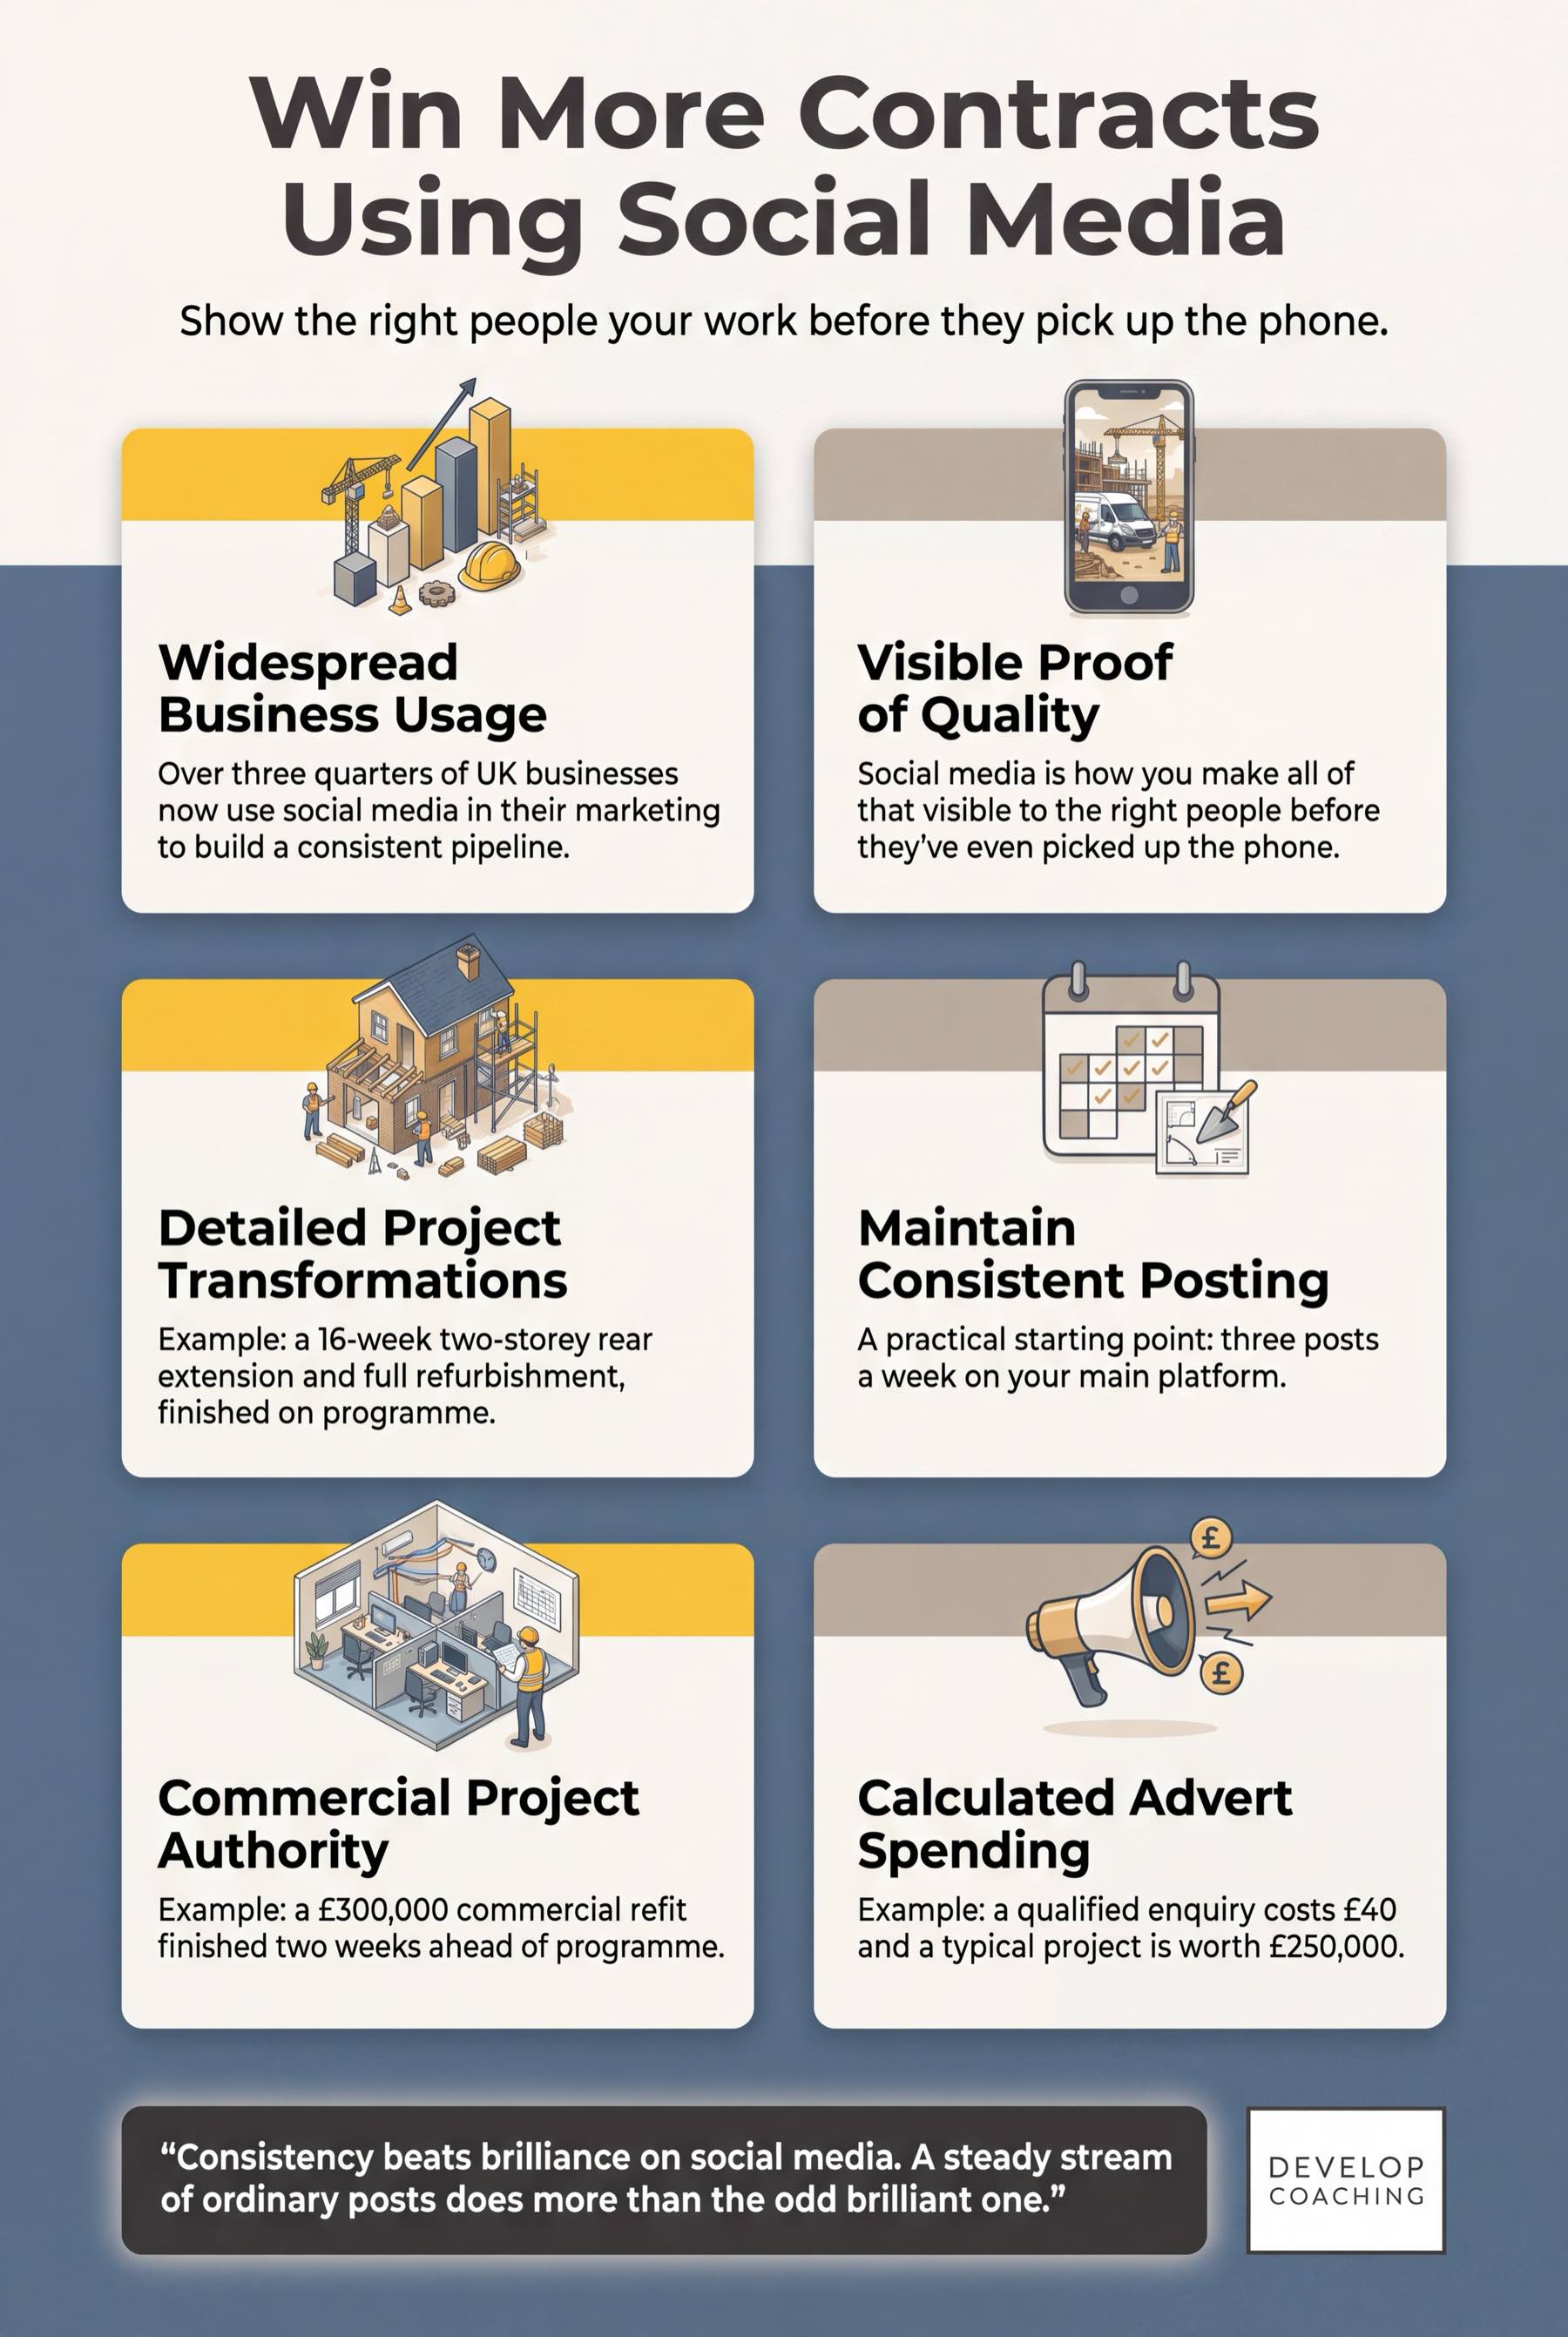 Win More Contracts
Using Social Media
Show the right people your work before they pick up the phone.
Widespread
Business Usage
Over three quarters of UK businesses
now use social media in their marketing
to build a consistent pipeline.
Visible Proof
of Quality
Social media is how you make all of
that visible to the right people before
they’ve even picked up the phone.
Detailed Project
Transformations
Example: a 16-week two-storey rear
extension and full refurbishment,
finished on programme.
Maintain
Consistent Posting
A practical starting point: three posts
a week on your main platform.
Commercial Project
Authority
Example: a £300,000 commercial refit
finished two weeks ahead of programme.
£
£
Calculated Advert
Spending
Example: a qualified enquiry costs £40
and a typical project is worth £250,000.
“Consistency beats brilliance on social media. A steady stream
of ordinary posts does more than the odd brilliant one.”
DEVELOP
COACHING